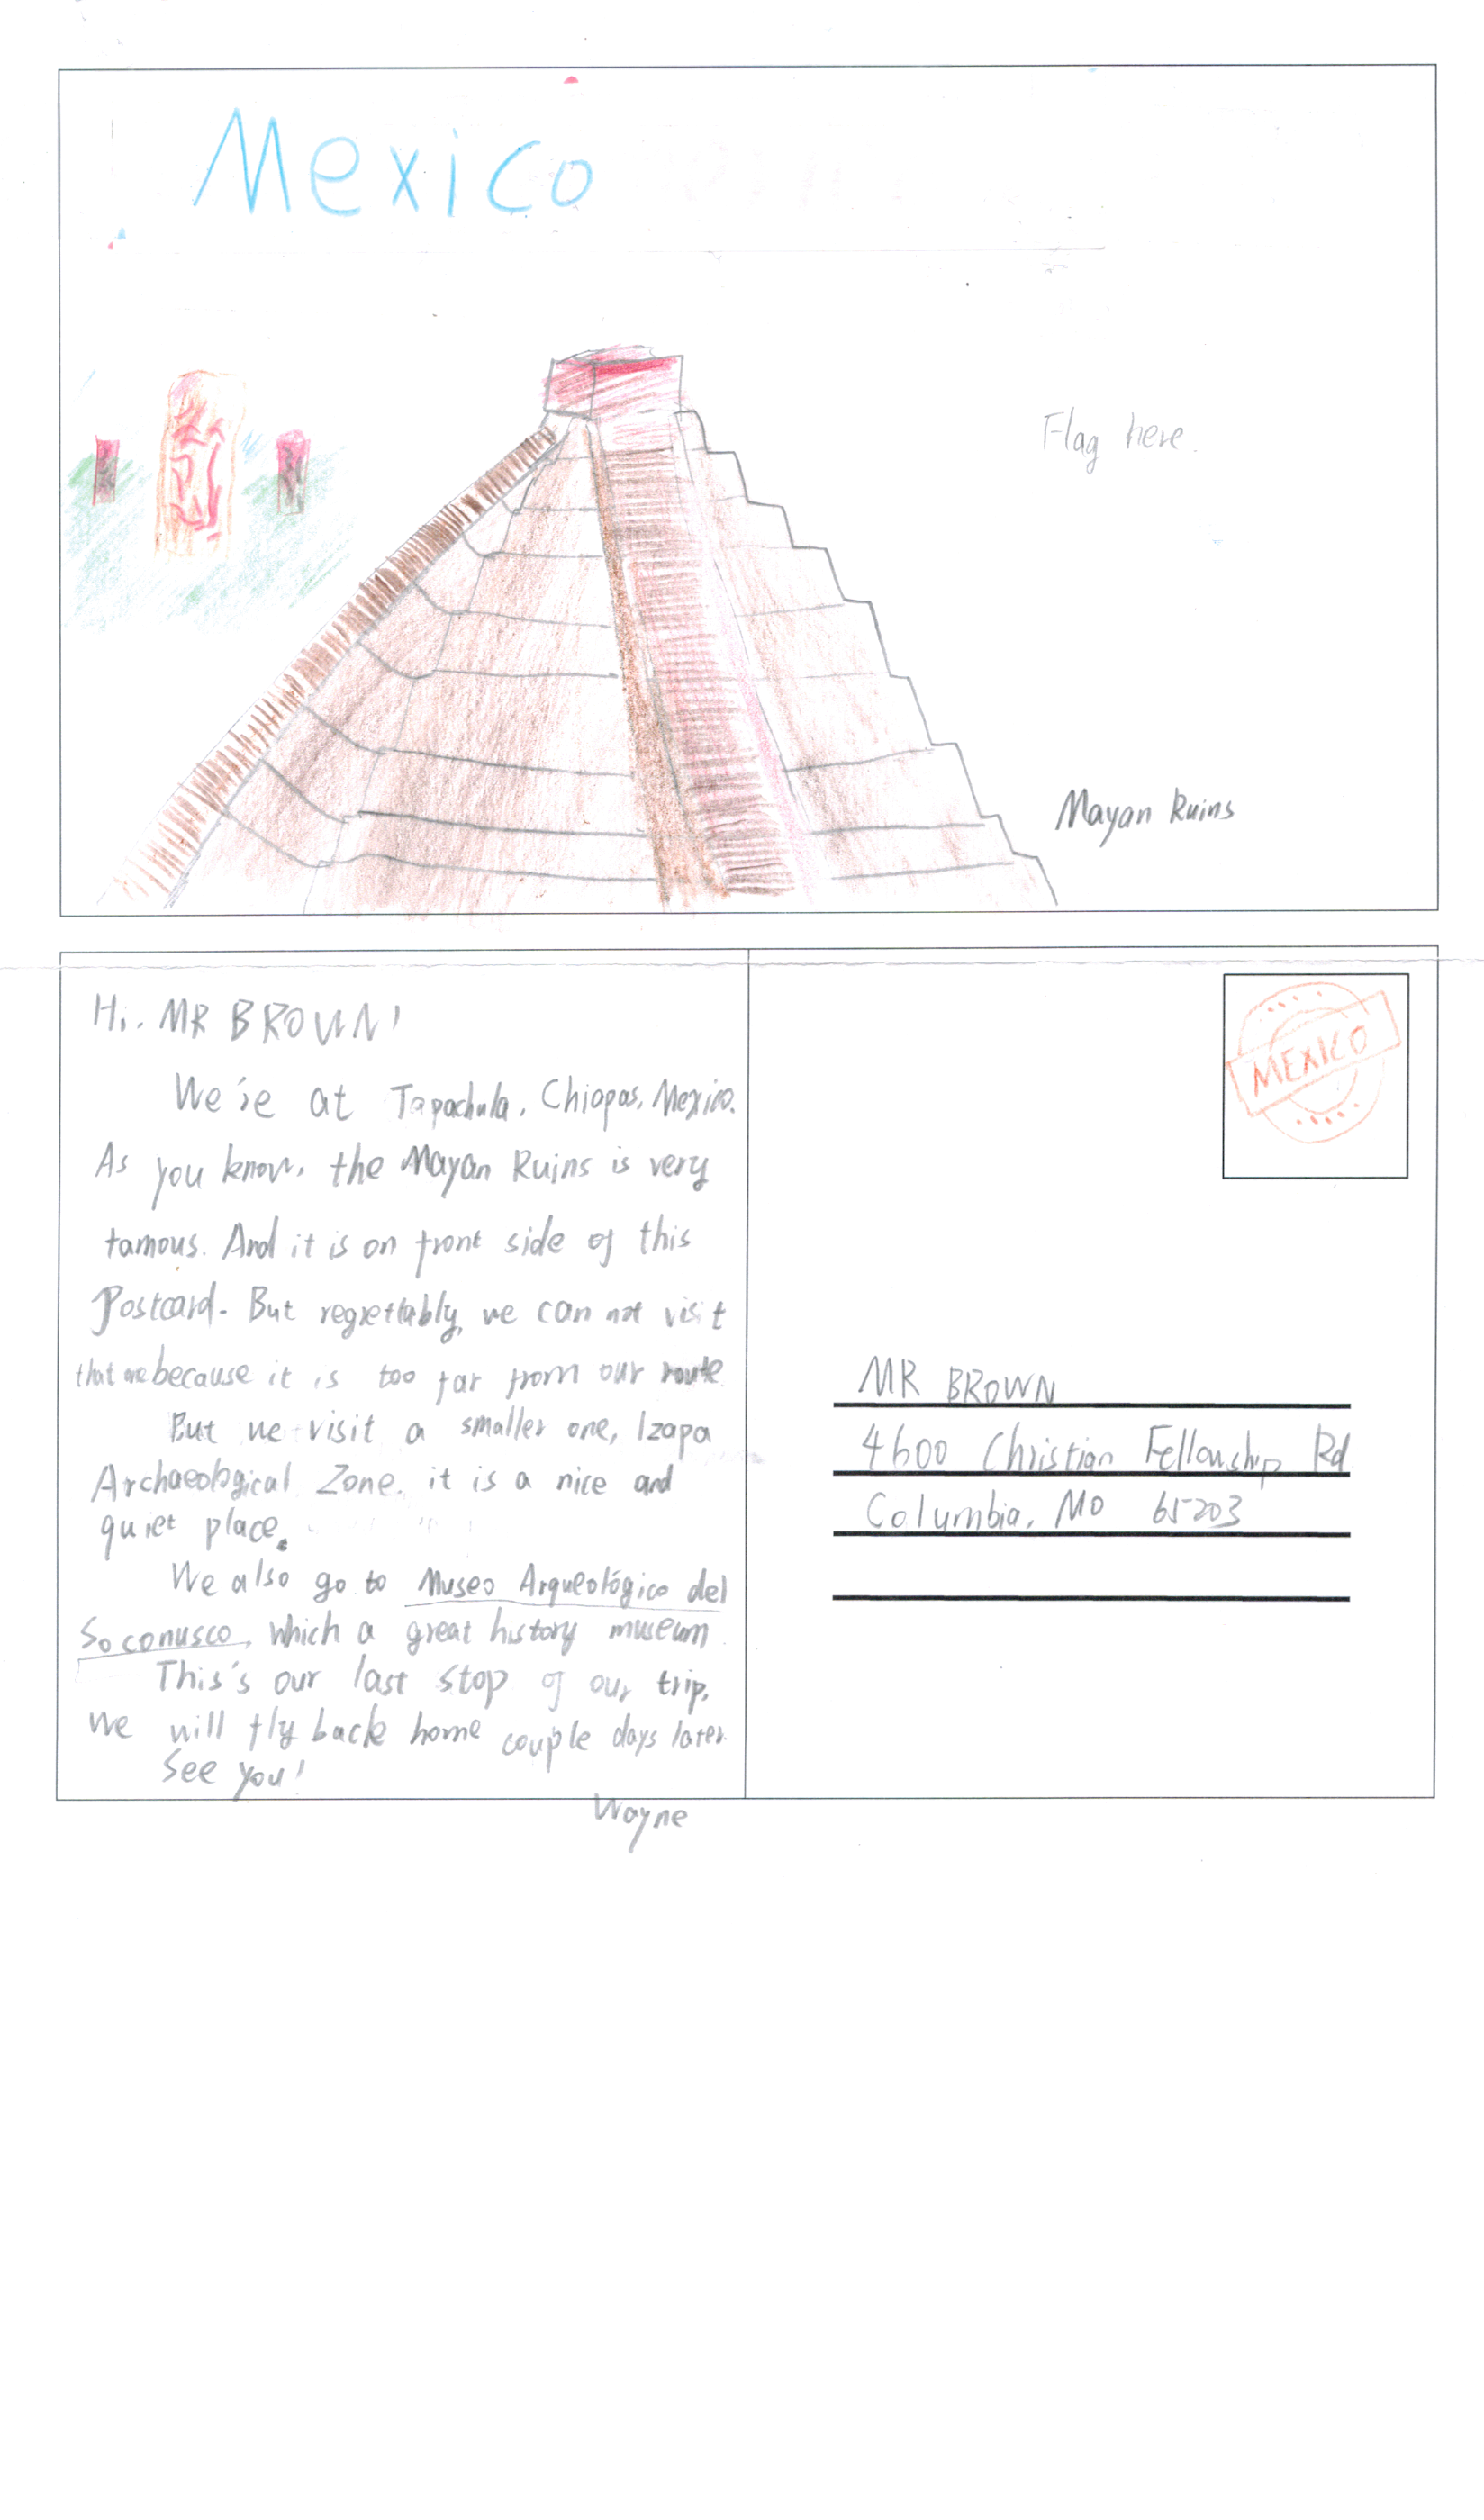 Mexico
Flag here.
Mayan Ruins
Hi, MR BROWN!
We're at Tapachula, Chiapas, Mexico.
As you know, the Mayan Ruins is very
famous. And it is on front side of this
Postcard. But regrettably, we can not visit
that one because it is too far from our route.
But we visit a smaller one, Izapa
Archaeological Zone. it is a nice and
quiet place.
We also go to Museo Arqueológico del
Soconusco, which a great history museum.
This's our last stop of our trip,
we will fly back home couple days later.
See you!
Wayne
MEXICO
MR BROWN
4600 Christian Fellowship Rd
Columbia, MO 65203